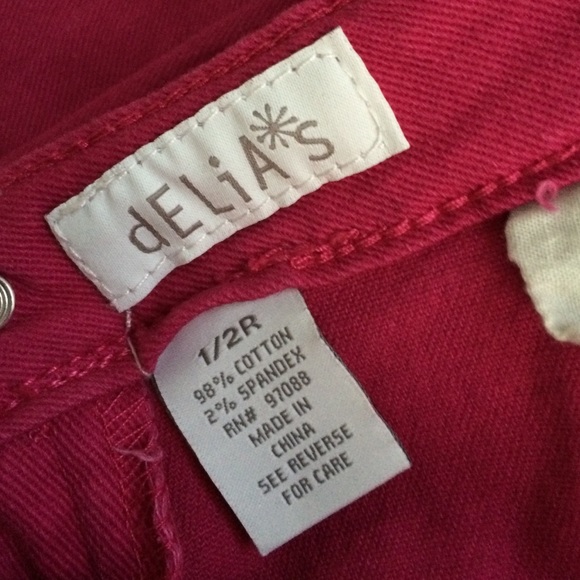 dELiA*s
1/2R
98% COTTON
2% SPANDEX
RN# 97088
MADE IN
CHINA
SEE REVERSE
FOR CARE